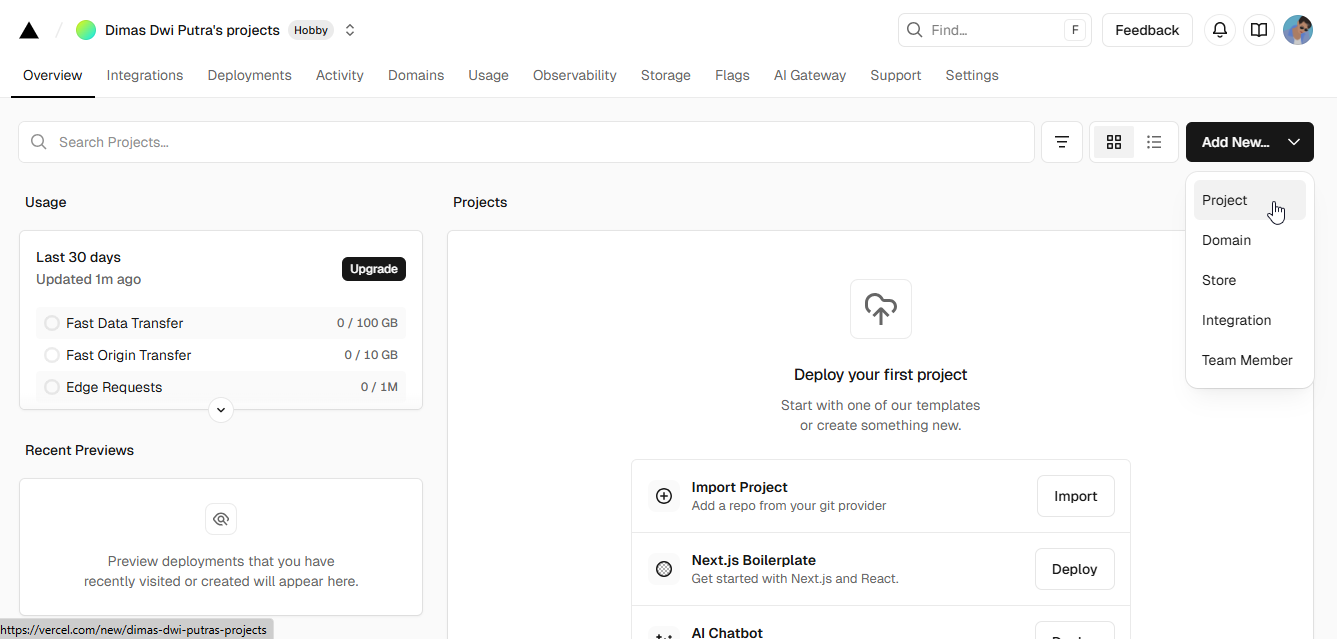 Dimas Dwi Putra's projects Hobby
Find... F
Feedback
Overview Integrations Deployments Activity Domains Usage Observability Storage Flags AI Gateway Support Settings
Search Projects...
Add New...
Project
Domain
Store
Integration
Team Member
Usage
Last 30 days
Updated 1m ago
Upgrade
Fast Data Transfer 0 / 100 GB
Fast Origin Transfer 0 / 10 GB
Edge Requests 0 / 1M
Recent Previews
Preview deployments that you have
recently visited or created will appear here.
Projects
Deploy your first project
Start with one of our templates
or create something new.
Import Project
Add a repo from your git provider
Import
Next.js Boilerplate
Get started with Next.js and React.
Deploy
AI Chatbot
Deploy
https://vercel.com/new/dimas-dwi-putras-projects